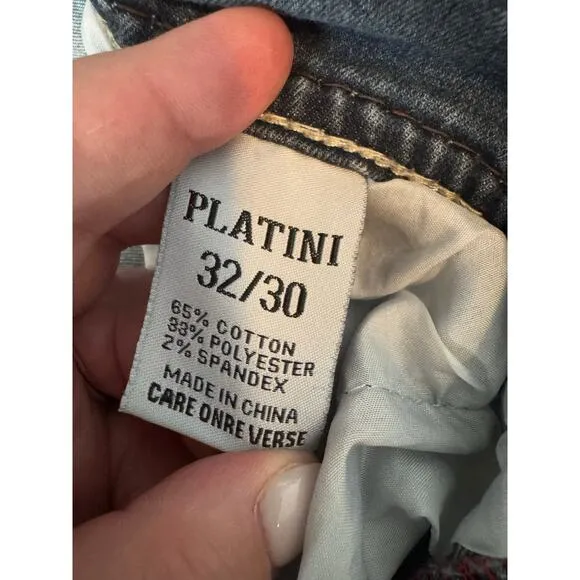 PLATINI
32/30
65% COTTON
33% POLYESTER
2% SPANDEX
MADE IN CHINA
CARE ONRE VERSE